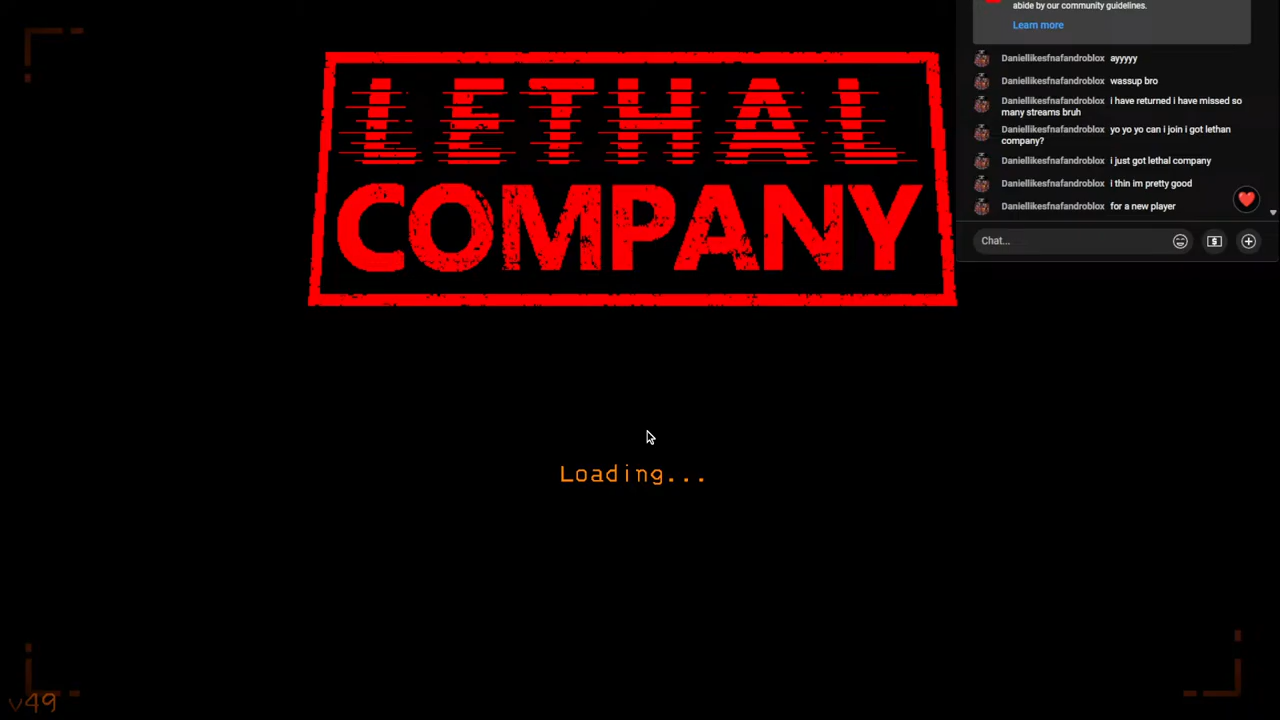 abide by our community guidelines.
Learn more
Daniellikesfnafandroblox ayyyyy
Daniellikesfnafandroblox wassup bro
Daniellikesfnafandroblox i have returned i have missed so
many streams bruh
Daniellikesfnafandroblox yo yo yo can i join i got lethan
company?
Daniellikesfnafandroblox i just got lethal company
Daniellikesfnafandroblox i thin im pretty good
Daniellikesfnafandroblox for a new player
Chat...
LETHAL
COMPANY
Loading...
v49